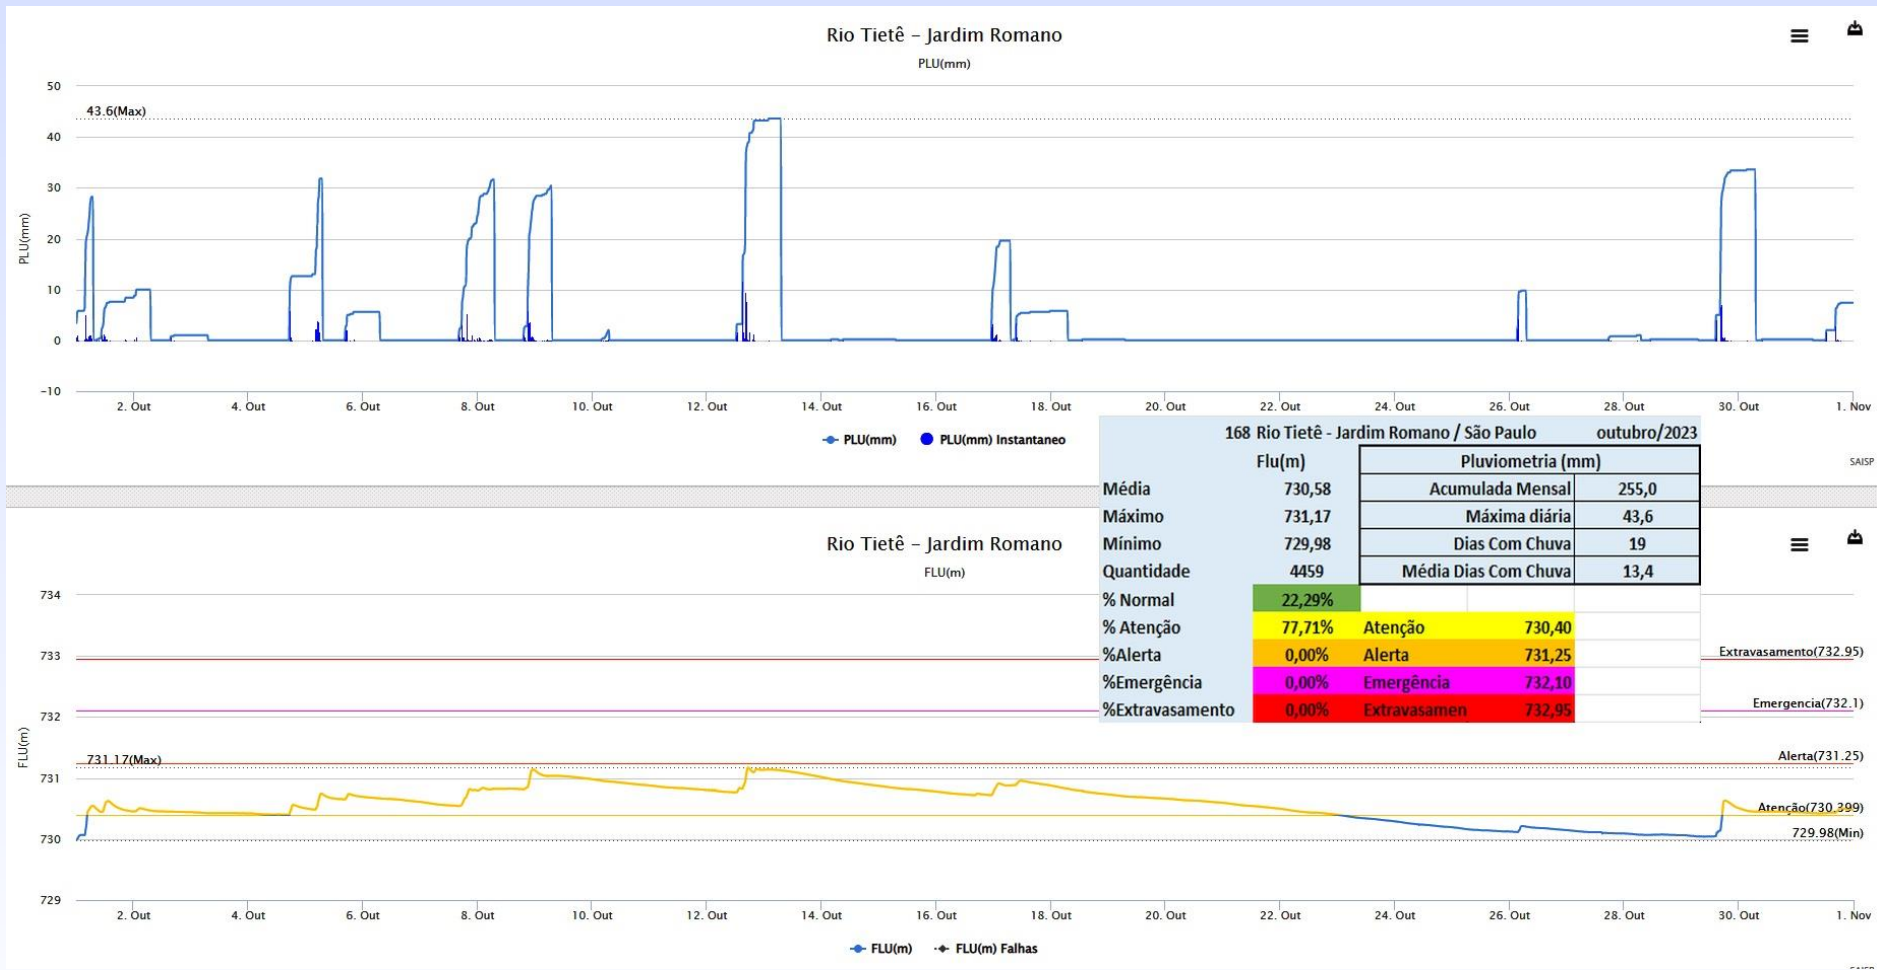 Rio Tietê – Jardim Romano
PLU(mm)
50
43.6(Max)
40
30
20
10
0
−10
PLU(mm)
2. Out 4. Out 6. Out 8. Out 10. Out 12. Out 14. Out 16. Out 18. Out 20. Out 22. Out 24. Out 26. Out 28. Out 30. Out 1. Nov
PLU(mm) PLU(mm) Instantaneo
SAISP
168 Rio Tietê - Jardim Romano / São Paulo outubro/2023
Flu(m) Pluviometria (mm)
Média 730,58 Acumulada Mensal 255,0
Máximo 731,17 Máxima diária 43,6
Mínimo 729,98 Dias Com Chuva 19
Quantidade 4459 Média Dias Com Chuva 13,4
% Normal 22,29%
% Atenção 77,71% Atenção 730,40
%Alerta 0,00% Alerta 731,25
%Emergência 0,00% Emergência 732,10
%Extravasamento 0,00% Extravasamen 732,95
Rio Tietê – Jardim Romano
FLU(m)
734
733
732
731
730
729
FLU(m)
Extravasamento(732.95)
Emergencia(732.1)
Alerta(731.25)
731.17(Max)
Atenção(730.399)
729.98(Min)
2. Out 4. Out 6. Out 8. Out 10. Out 12. Out 14. Out 16. Out 18. Out 20. Out 22. Out 24. Out 26. Out 28. Out 30. Out 1. Nov
FLU(m) FLU(m) Falhas